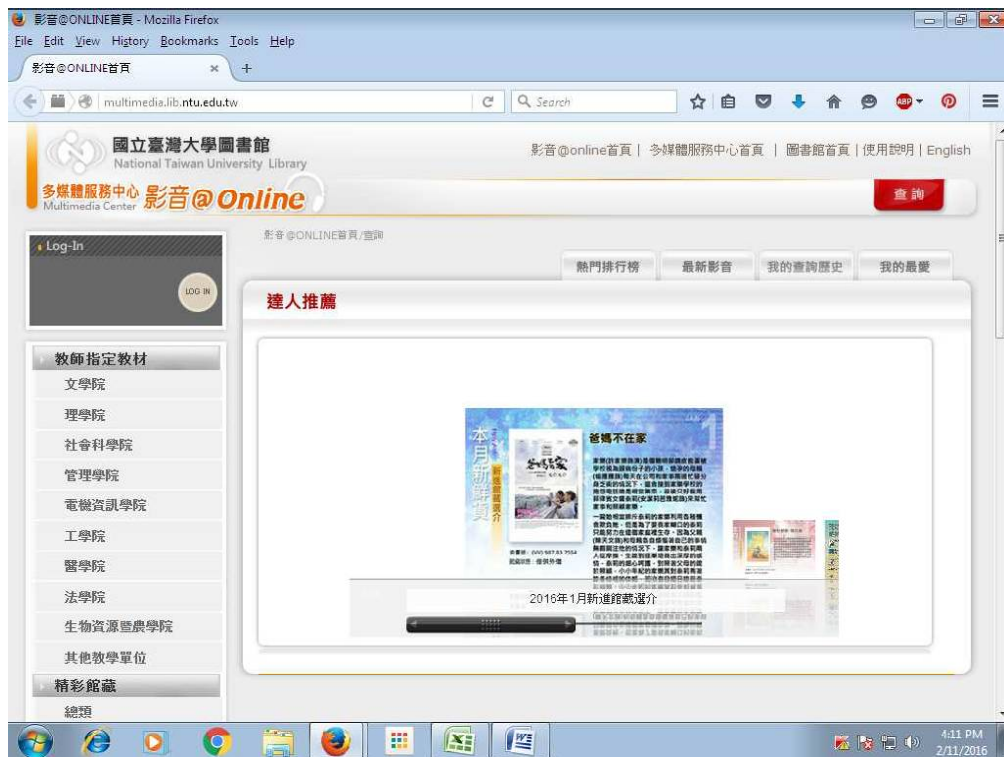 影音@ONLINE首頁 - Mozilla Firefox
File Edit View History Bookmarks Tools Help
影音@ONLINE首頁
multimedia.lib.ntu.edu.tw
Search
ABP
國立臺灣大學圖書館
National Taiwan University Library
影音@online首頁 | 多媒體服務中心首頁 | 圖書館首頁 | 使用說明 | English
多媒體服務中心 影音@Online
Multimedia Center
查詢
影音@ONLINE首頁/查詢
Log-In
LOG IN
熱門排行榜 最新影音 我的查詢歷史 我的最愛
達人推薦
教師指定教材
文學院
理學院
社會科學院
管理學院
電機資訊學院
工學院
醫學院
法學院
生物資源暨農學院
其他教學單位
精彩館藏
總類
本月新鮮貨
新進館藏選介
1
爸媽不在家
2016年1月新進館藏選介
4:11 PM
2/11/2016